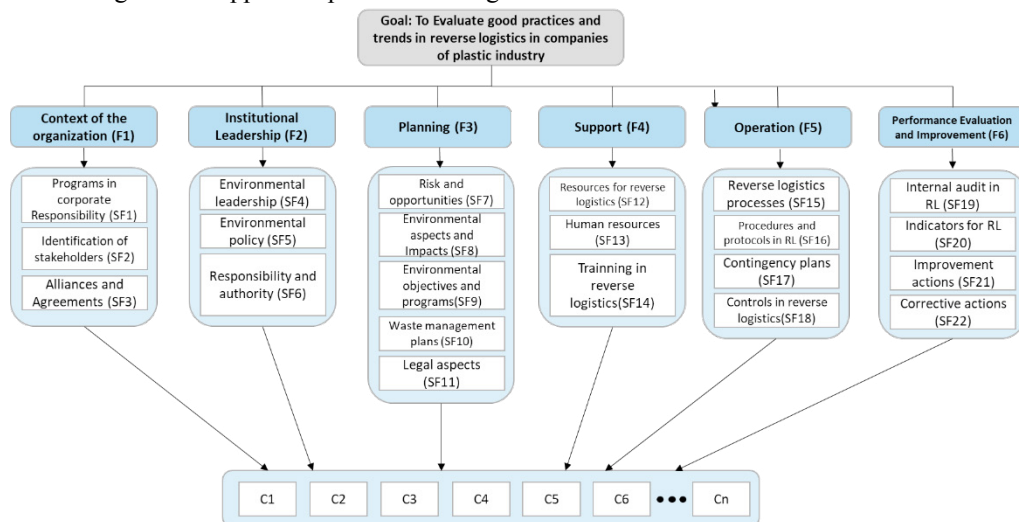 Goal: To Evaluate good practices and
trends in reverse logistics in companies
of plastic industry
Context of the
organization (F1)
Programs in
corporate
Responsibility (SF1)
Identification of
stakeholders (SF2)
Alliances and
Agreements (SF3)
Institutional
Leadership (F2)
Environmental
leadership (SF4)
Environmental
policy (SF5)
Responsibility and
authority (SF6)
Planning (F3)
Risk and
opportunities (SF7)
Environmental
aspects and
Impacts (SF8)
Environmental
objectives and
programs(SF9)
Waste management
plans (SF10)
Legal aspects
(SF11)
Support (F4)
Resources for reverse
logistics (SF12)
Human resources
(SF13)
Trainning in
reverse
logistics(SF14)
Operation (F5)
Reverse logistics
processes (SF15)
Procedures and
protocols in RL (SF16)
Contingency plans
(SF17)
Controls in reverse
logistics(SF18)
Performance Evaluation
and Improvement (F6)
Internal audit in
RL (SF19)
Indicators for RL
(SF20)
Improvement
actions (SF21)
Corrective actions
(SF22)
C1 C2 C3 C4 C5 C6 ●●● Cn